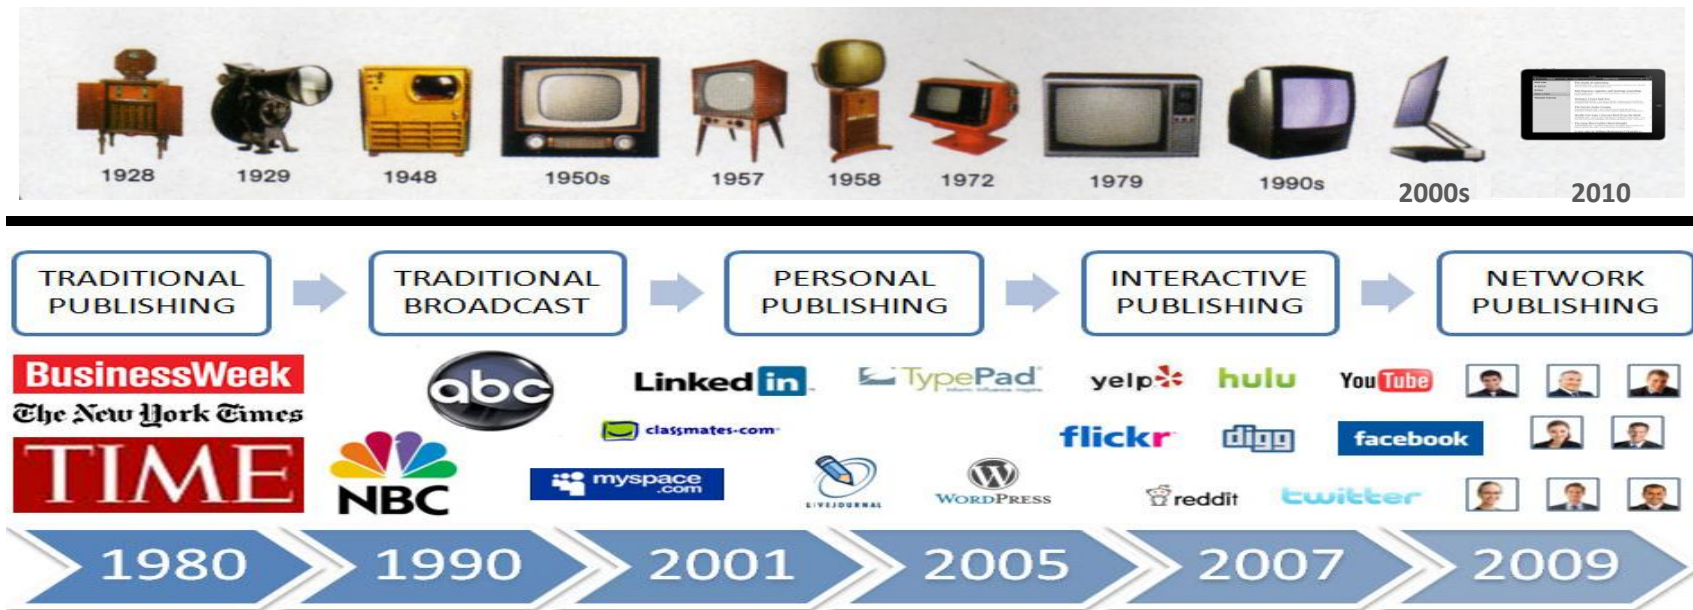 1928
1929
1948
1950s
1957
1958
1972
1979
1990s
2000s
2010
TRADITIONAL
PUBLISHING
TRADITIONAL
BROADCAST
PERSONAL
PUBLISHING
INTERACTIVE
PUBLISHING
NETWORK
PUBLISHING
BusinessWeek
The New York Times
TIME
abc
NBC
Linked in
TypePad
classmates.com
myspace
.com
LIVEJOURNAL
WORDPRESS
yelp
hulu
YouTube
flickr
digg
facebook
reddit
twitter
1980
1990
2001
2005
2007
2009